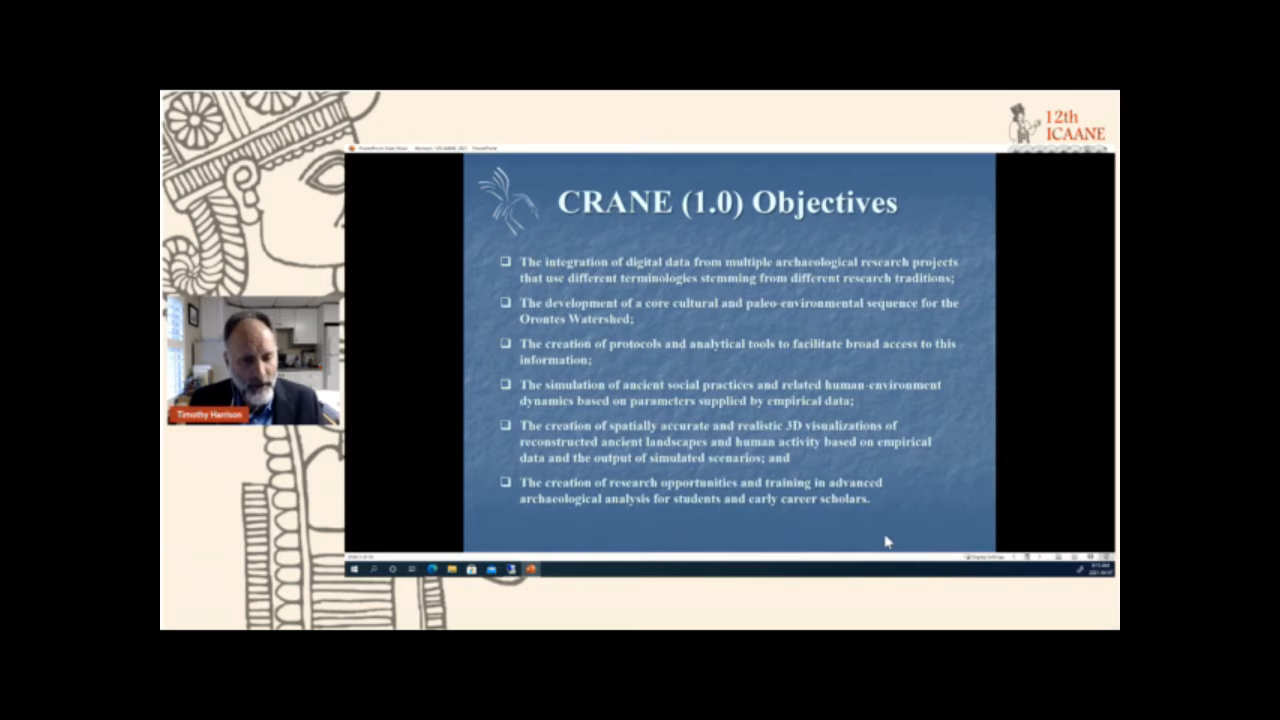 12th
ICAANE
CRANE (1.0) Objectives
The integration of digital data from multiple archaeological research projects
that use different terminologies stemming from different research traditions;
The development of a core cultural and paleo-environmental sequence for the
Orontes Watershed;
The creation of protocols and analytical tools to facilitate broad access to this
information;
The simulation of ancient social practices and related human-environment
dynamics based on parameters supplied by empirical data;
The creation of spatially accurate and realistic 3D visualizations of
reconstructed ancient landscapes and human activity based on empirical
data and the output of simulated scenarios; and
The creation of research opportunities and training in advanced
archaeological analysis for students and early career scholars.
Timothy Harrison